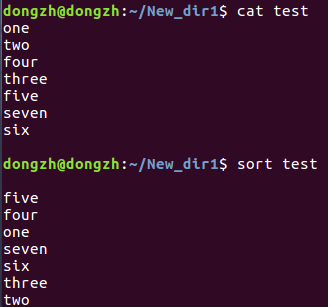 dongzh@dongzh:~/New_dir1$ cat test
one
two
four
three
five
seven
six
dongzh@dongzh:~/New_dir1$ sort test
five
four
one
seven
six
three
two